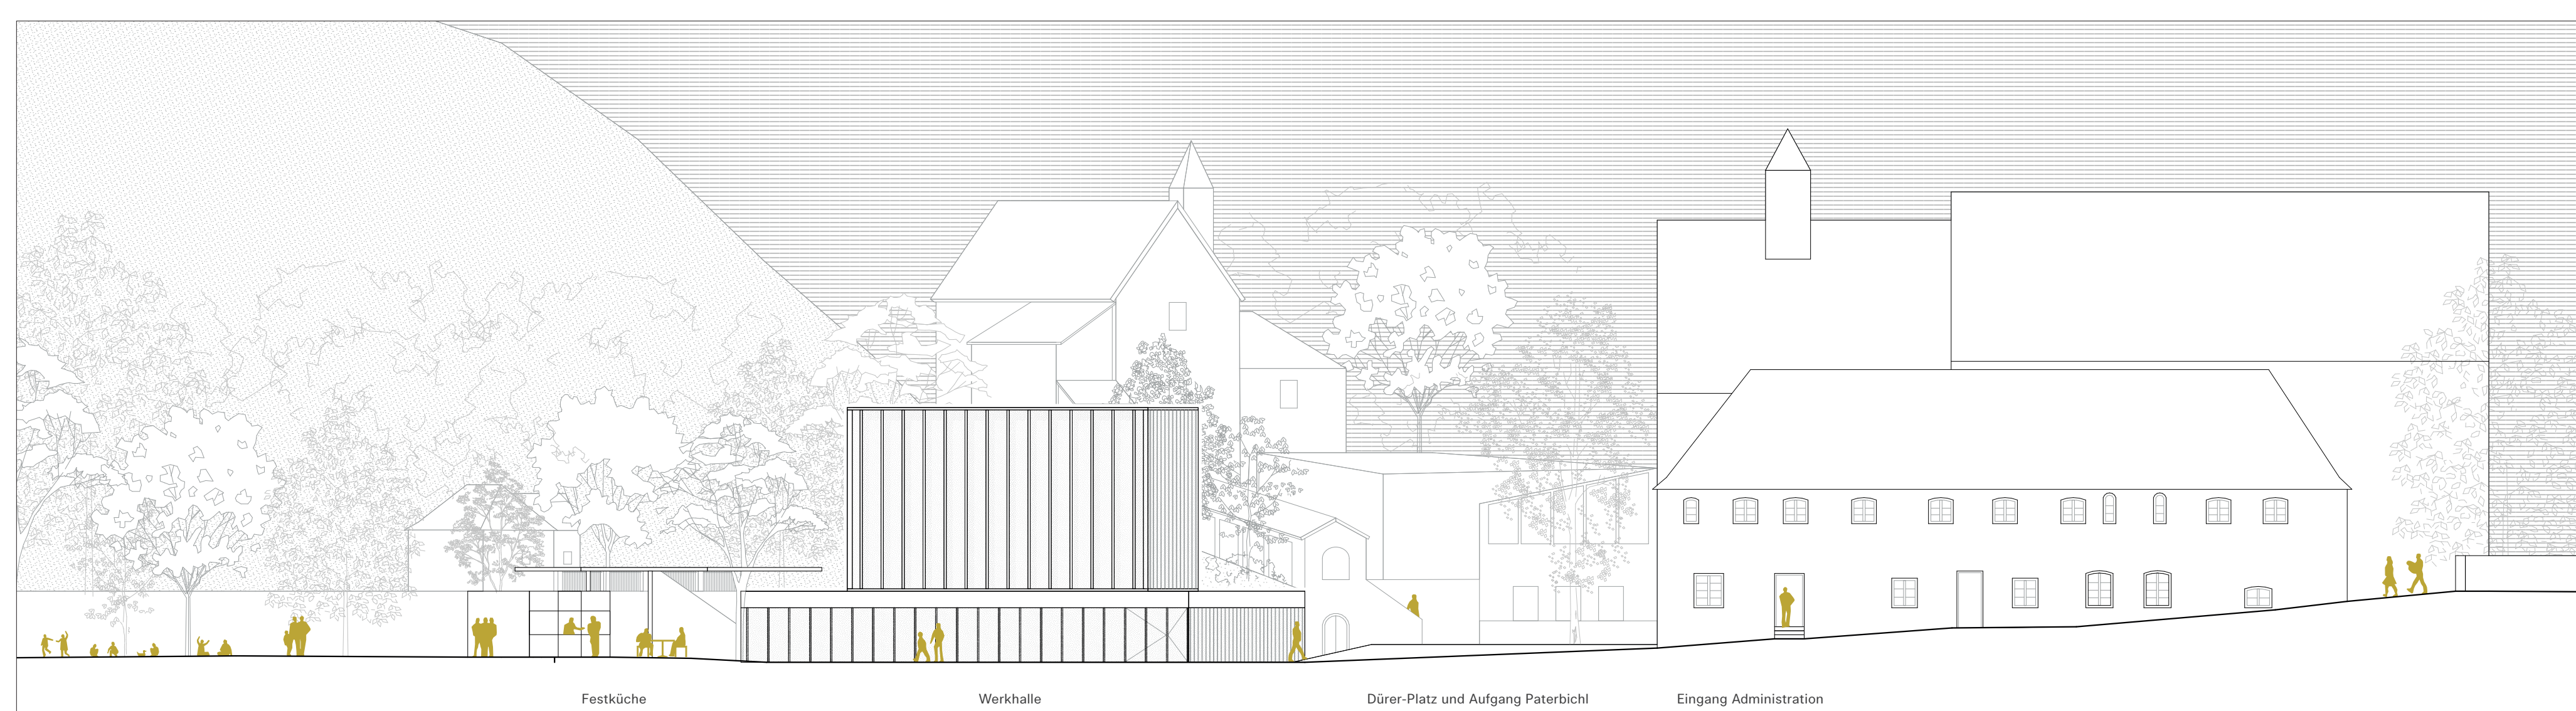 Festküche
Werkhalle
Dürer-Platz und Aufgang Paterbichl
Eingang Administration